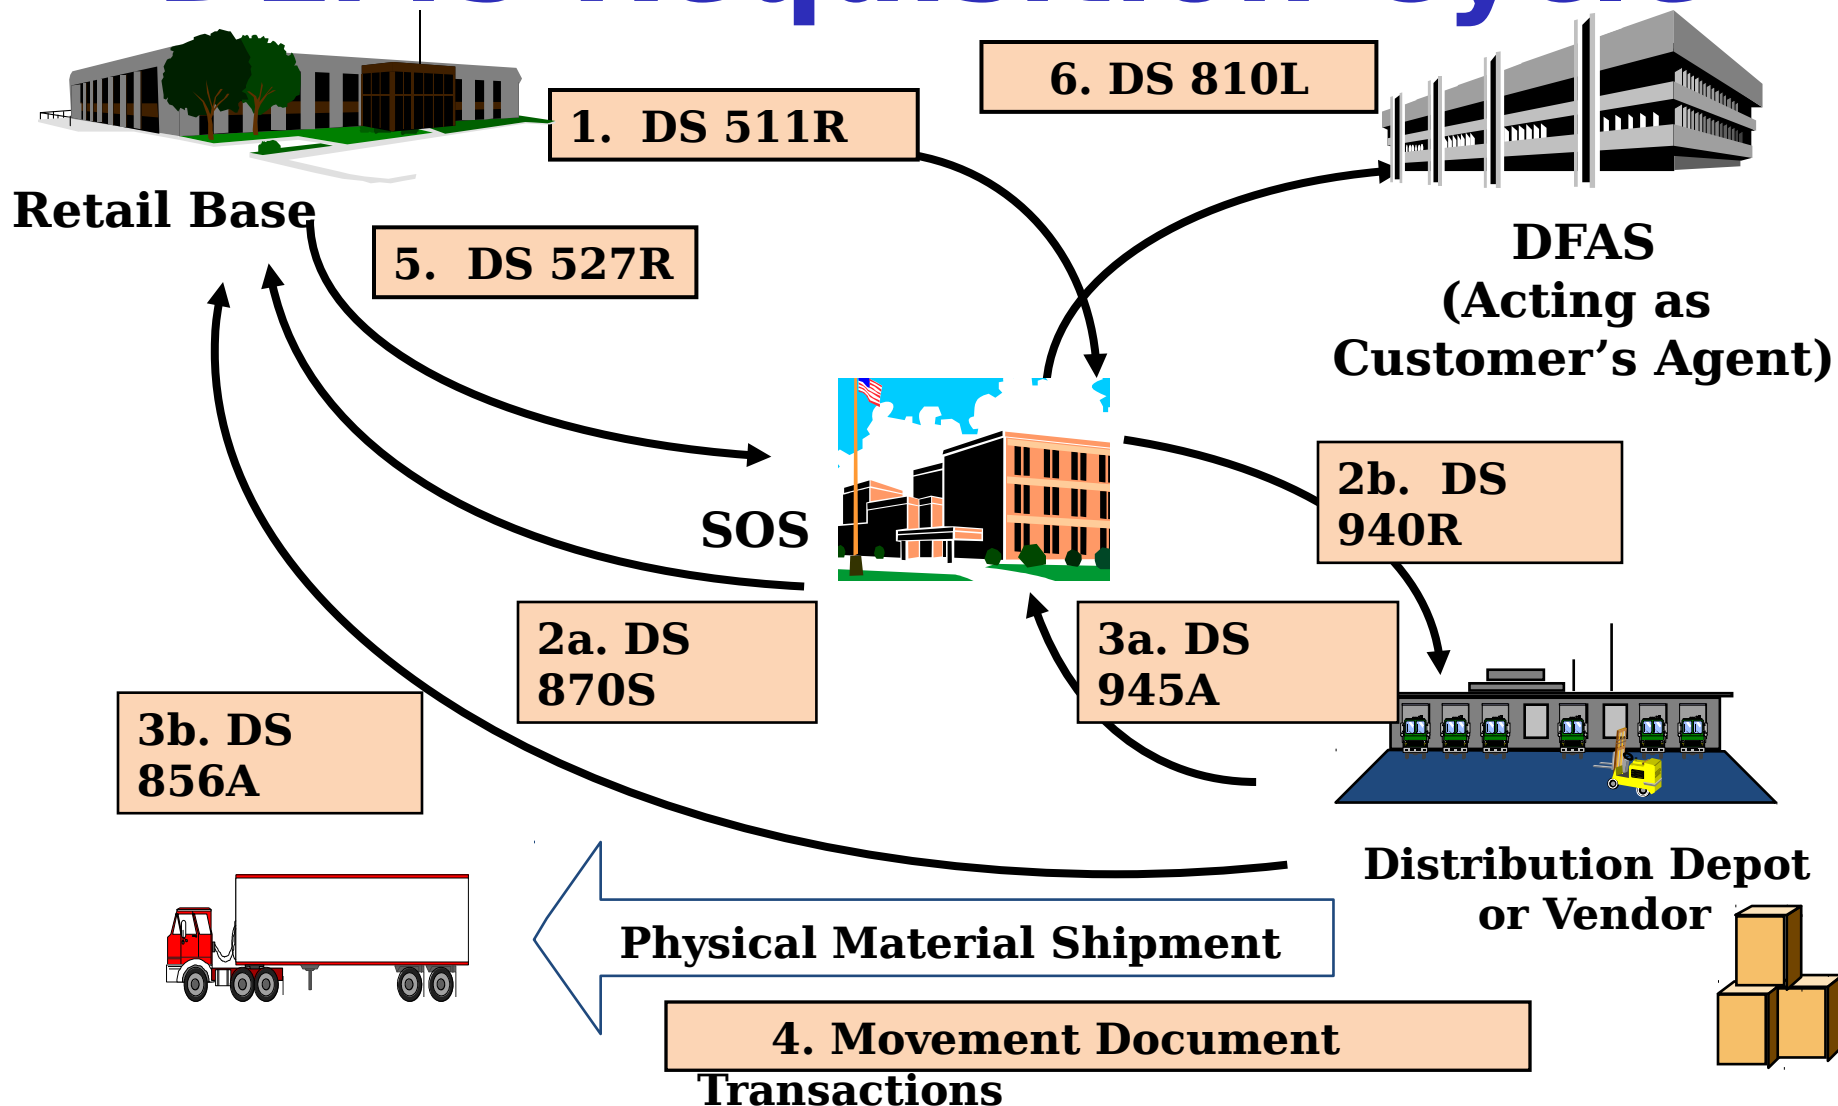 Requisition Cycle
6. DS 810L
1. DS 511R
Retail Base
5. DS 527R
DFAS
(Acting as
Customer’s Agent)
2b. DS
940R
SOS
2a. DS
870S
3a. DS
945A
3b. DS
856A
Distribution Depot
or Vendor
Physical Material Shipment
4. Movement Document
Transactions